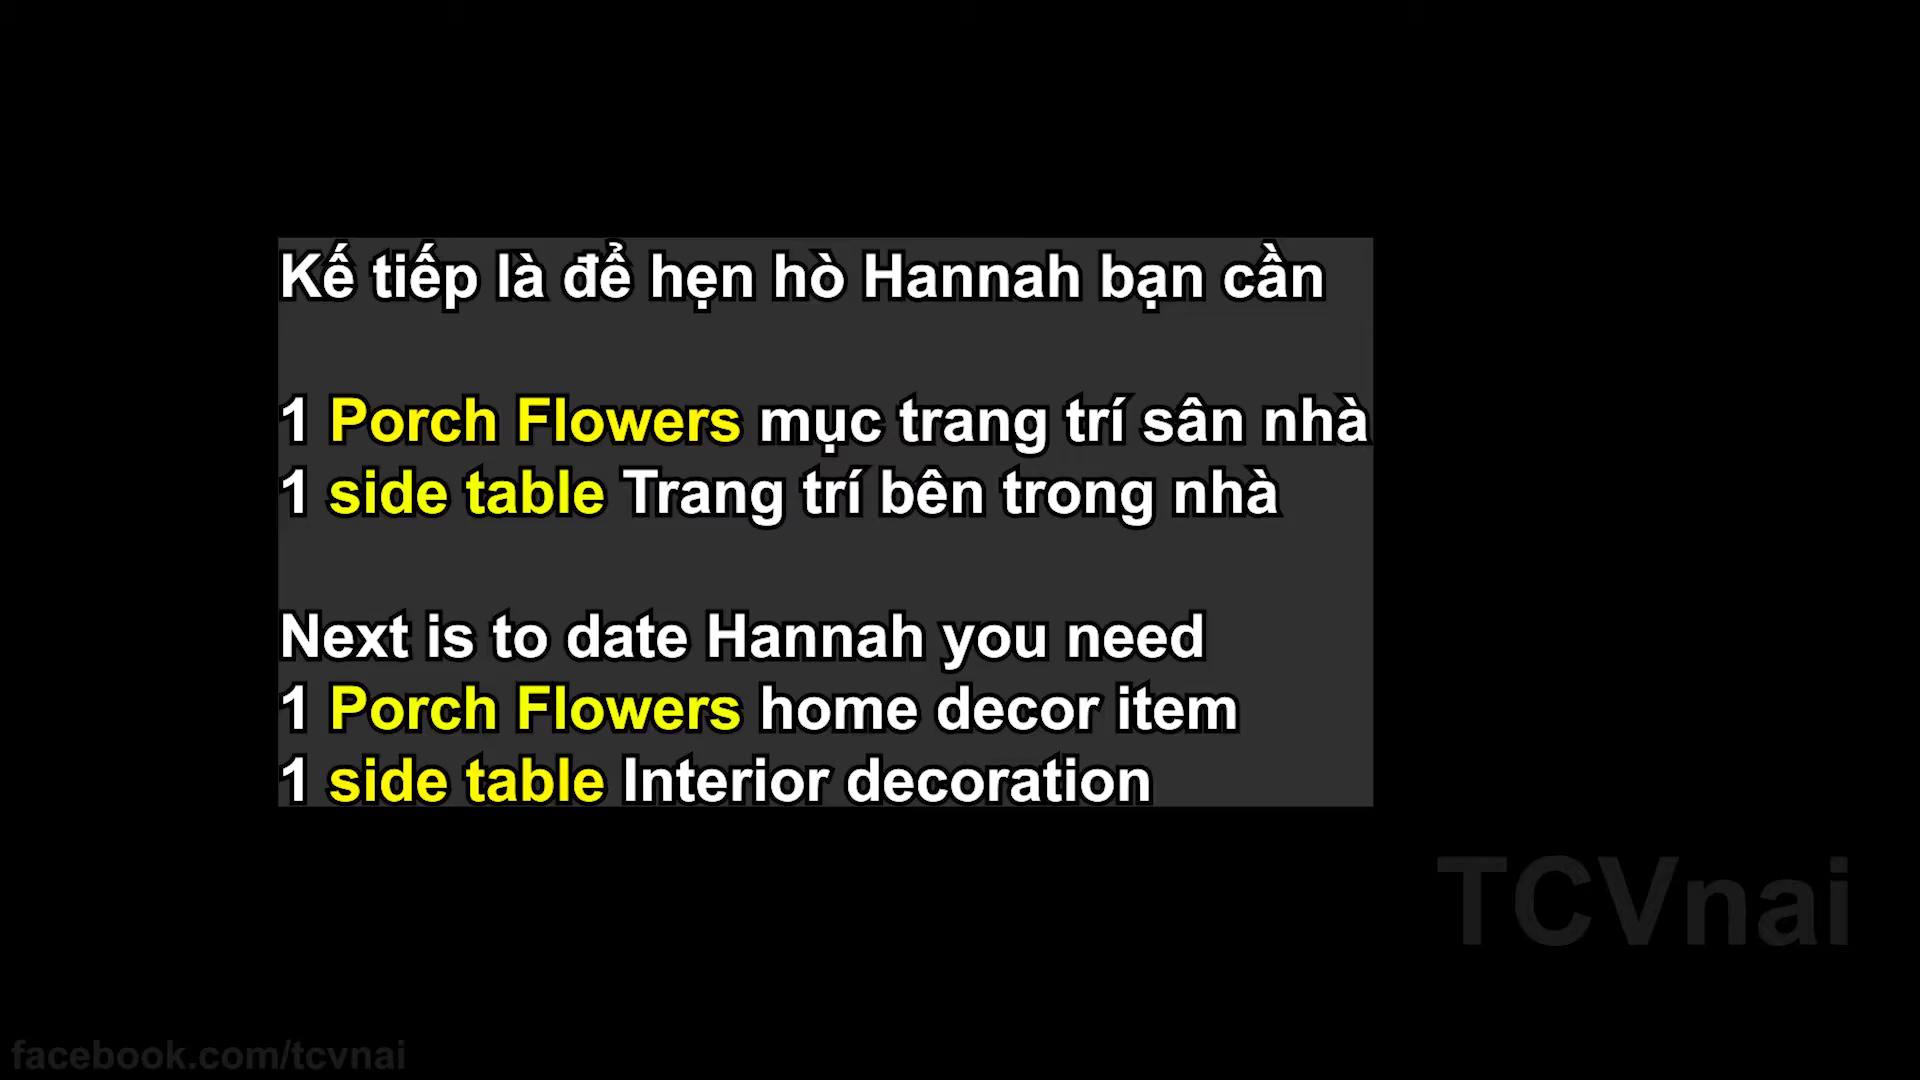 Kế tiếp là để hẹn hò Hannah bạn cần
1 Porch Flowers mục trang trí sân nhà
1 side table Trang trí bên trong nhà
Next is to date Hannah you need
1 Porch Flowers home decor item
1 side table Interior decoration
TCVnai
facebook.com/tcvnai